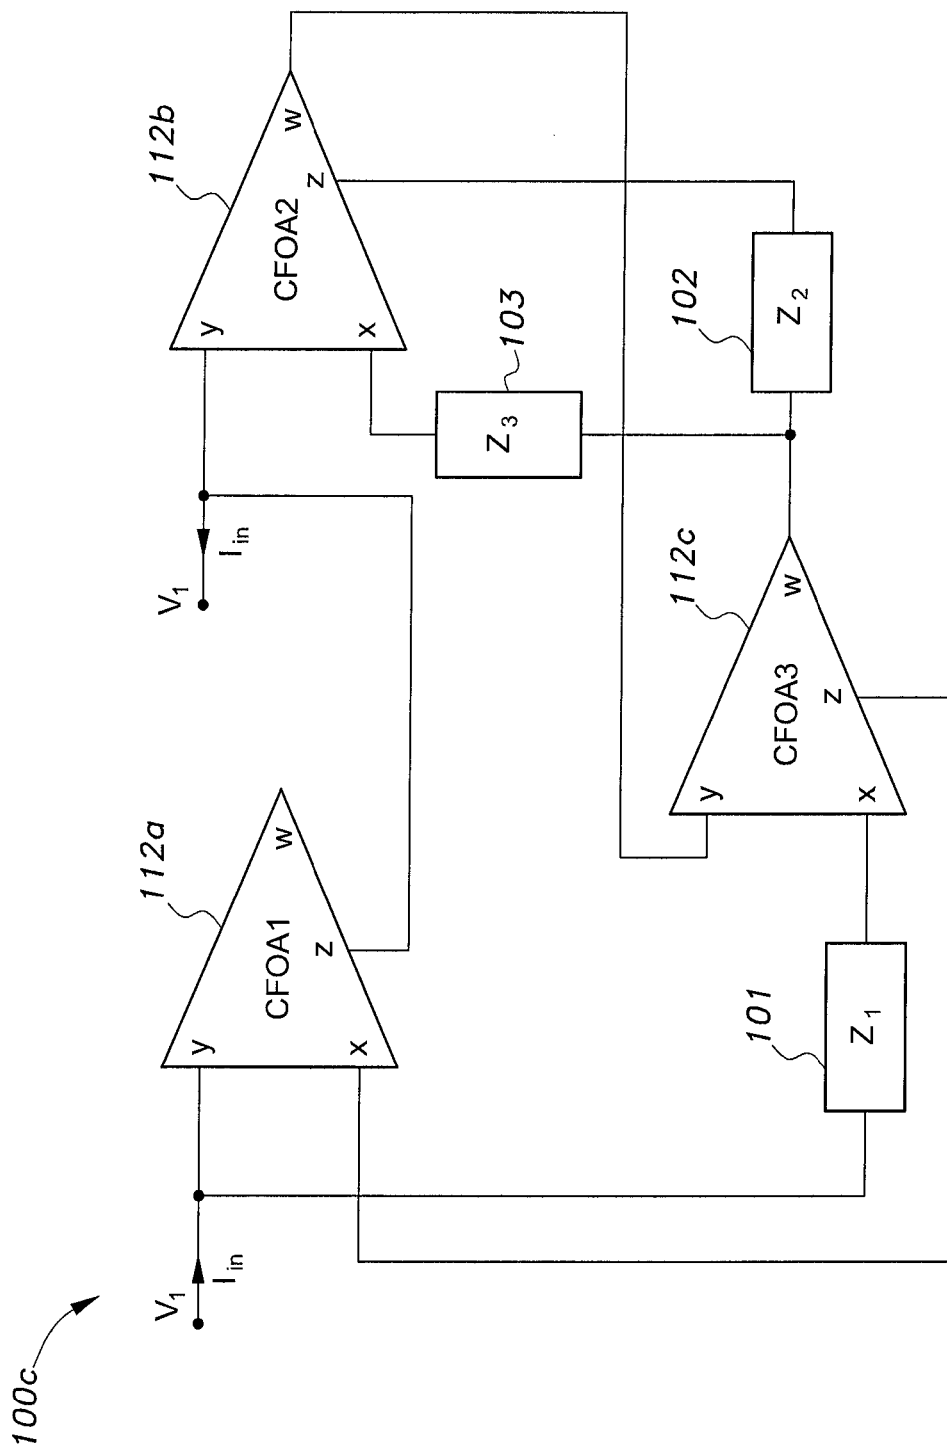 100c
V1
Iin
y
x
CFOA1
z
w
112a
V1
Iin
y
x
CFOA2
z
w
112b
Z3
103
101
Z1
y
x
CFOA3
z
w
112c
102
Z2